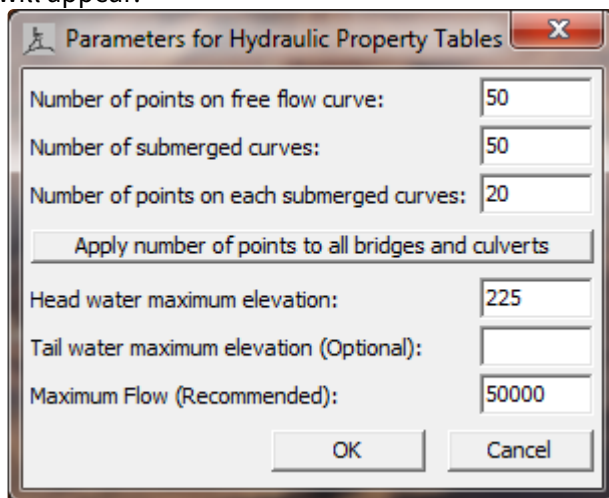 will appear.
Parameters for Hydraulic Property Tables
Number of points on free flow curve: 50
Number of submerged curves: 50
Number of points on each submerged curves: 20
Apply number of points to all bridges and culverts
Head water maximum elevation: 225
Tail water maximum elevation (Optional):
Maximum Flow (Recommended): 50000
OK Cancel